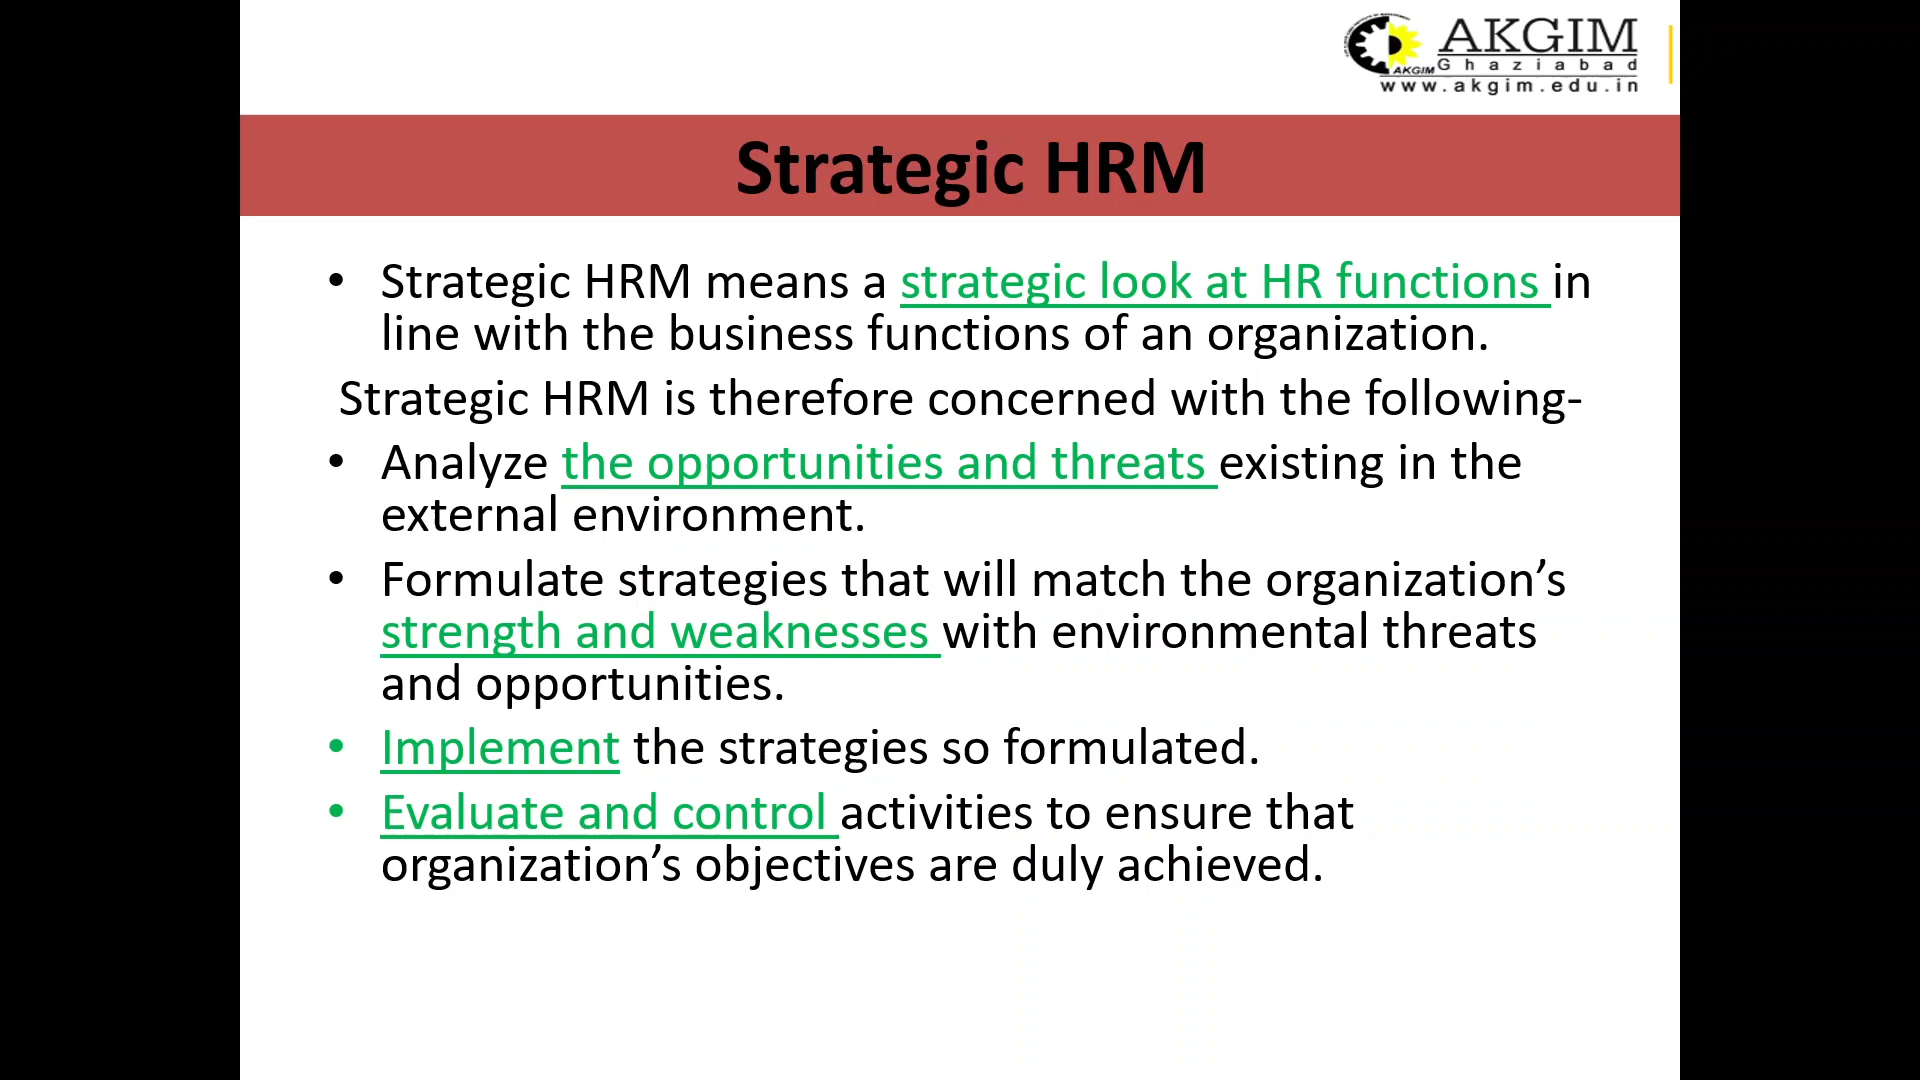 AKGIM
Ghaziabad
AKGIM
www.akgim.edu.in
Strategic HRM
• Strategic HRM means a strategic look at HR functions in
line with the business functions of an organization.
Strategic HRM is therefore concerned with the following-
• Analyze the opportunities and threats existing in the
external environment.
• Formulate strategies that will match the organization’s
strength and weaknesses with environmental threats
and opportunities.
• Implement the strategies so formulated.
• Evaluate and control activities to ensure that
organization’s objectives are duly achieved.